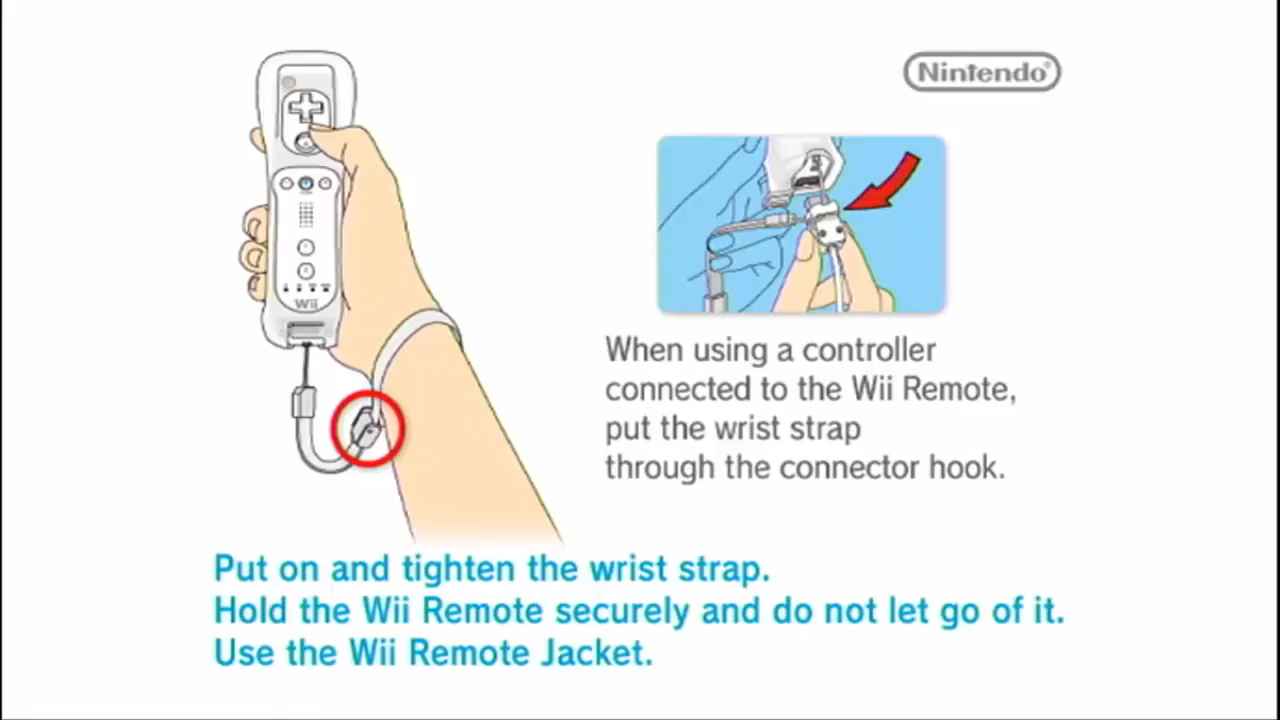 Nintendo®
Wii
When using a controller
connected to the Wii Remote,
put the wrist strap
through the connector hook.
Put on and tighten the wrist strap.
Hold the Wii Remote securely and do not let go of it.
Use the Wii Remote Jacket.